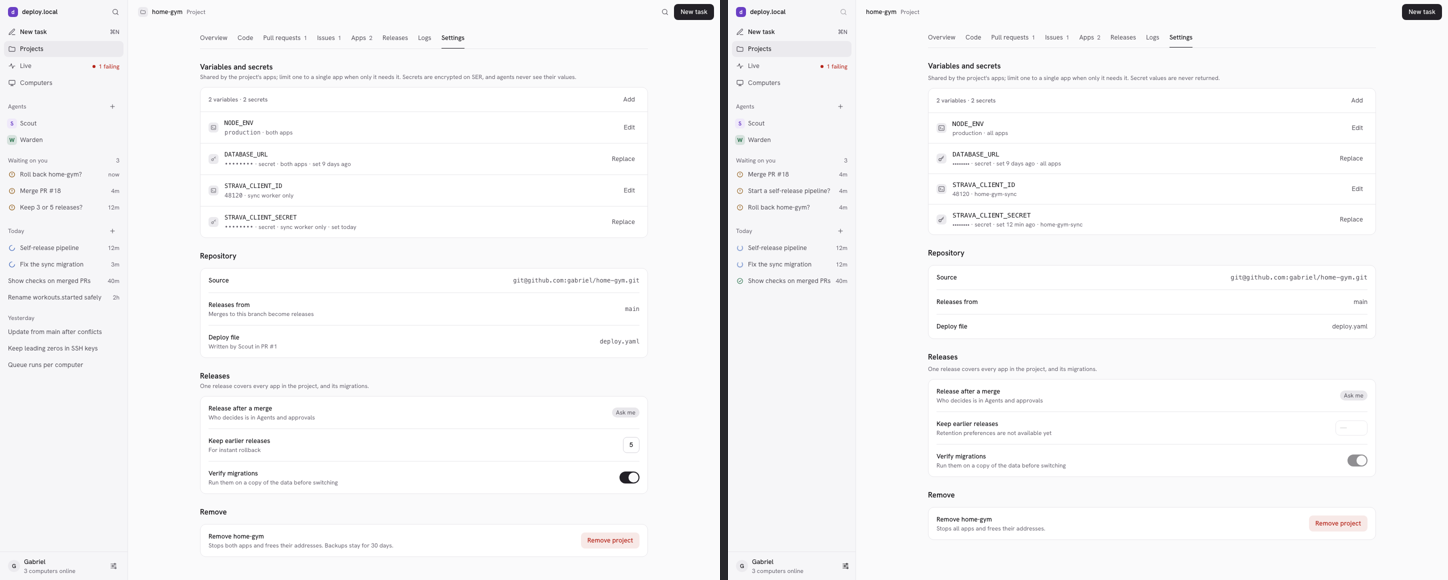 deploy.local
New task ⌘N
Projects
Live 1 failing
Computers
Agents
S Scout
W Warden
Waiting on you 3
Roll back home-gym? now
Merge PR #18 4m
Keep 3 or 5 releases? 12m
Today
Self-release pipeline 12m
Fix the sync migration 3m
Show checks on merged PRs 40m
Rename workouts.started safely 2h
Yesterday
Update from main after conflicts
Keep leading zeros in SSH keys
Queue runs per computer
G Gabriel
3 computers online
home-gym Project
New task
Overview Code Pull requests 1 Issues 1 Apps 2 Releases Logs Settings
Variables and secrets
Shared by the project's apps; limit one to a single app when only it needs it. Secrets are encrypted on SER, and agents never see their values.
2 variables · 2 secrets Add
NODE_ENV
production · both apps
Edit
DATABASE_URL
•••••••• · secret · both apps · set 9 days ago
Replace
STRAVA_CLIENT_ID
48120 · sync worker only
Edit
STRAVA_CLIENT_SECRET
•••••••• · secret · sync worker only · set today
Replace
Repository
Source git@github.com:gabriel/home-gym.git
Releases from
Merges to this branch become releases
main
Deploy file
Written by Scout in PR #1
deploy.yaml
Releases
One release covers every app in the project, and its migrations.
Release after a merge
Who decides is in Agents and approvals
Ask me
Keep earlier releases
For instant rollback
5
Verify migrations
Run them on a copy of the data before switching
Remove
Remove home-gym
Stops both apps and frees their addresses. Backups stay for 30 days.
Remove project
deploy.local
New task ⌘N
Projects
Live 1 failing
Computers
Agents
S Scout
W Warden
Waiting on you 3
Merge PR #18 4m
Start a self-release pipeline? 4m
Roll back home-gym? 4m
Today
Self-release pipeline 12m
Fix the sync migration 12m
Show checks on merged PRs 40m
G Gabriel
3 computers online
home-gym Project
New task
Overview Code Pull requests 1 Issues 1 Apps 2 Releases Logs Settings
Variables and secrets
Shared by the project's apps; limit one to a single app when only it needs it. Secret values are never returned.
2 variables · 2 secrets Add
NODE_ENV
production · all apps
Edit
DATABASE_URL
•••••••• · secret · set 9 days ago · all apps
Replace
STRAVA_CLIENT_ID
48120 · home-gym-sync
Edit
STRAVA_CLIENT_SECRET
•••••••• · secret · set 12 min ago · home-gym-sync
Replace
Repository
Source git@github.com:gabriel/home-gym.git
Releases from main
Deploy file deploy.yaml
Releases
One release covers every app in the project, and its migrations.
Release after a merge
Who decides is in Agents and approvals
Ask me
Keep earlier releases
Retention preferences are not available yet
—
Verify migrations
Run them on a copy of the data before switching
Remove
Remove home-gym
Stops all apps and frees their addresses.
Remove project